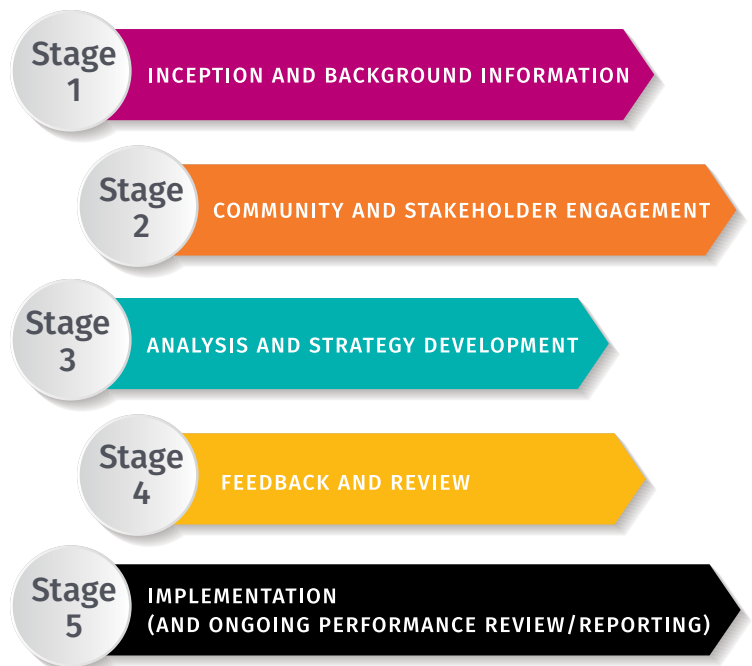 Stage
1
INCEPTION AND BACKGROUND INFORMATION
Stage
2
COMMUNITY AND STAKEHOLDER ENGAGEMENT
Stage
3
ANALYSIS AND STRATEGY DEVELOPMENT
Stage
4
FEEDBACK AND REVIEW
Stage
5
IMPLEMENTATION
(AND ONGOING PERFORMANCE REVIEW/REPORTING)